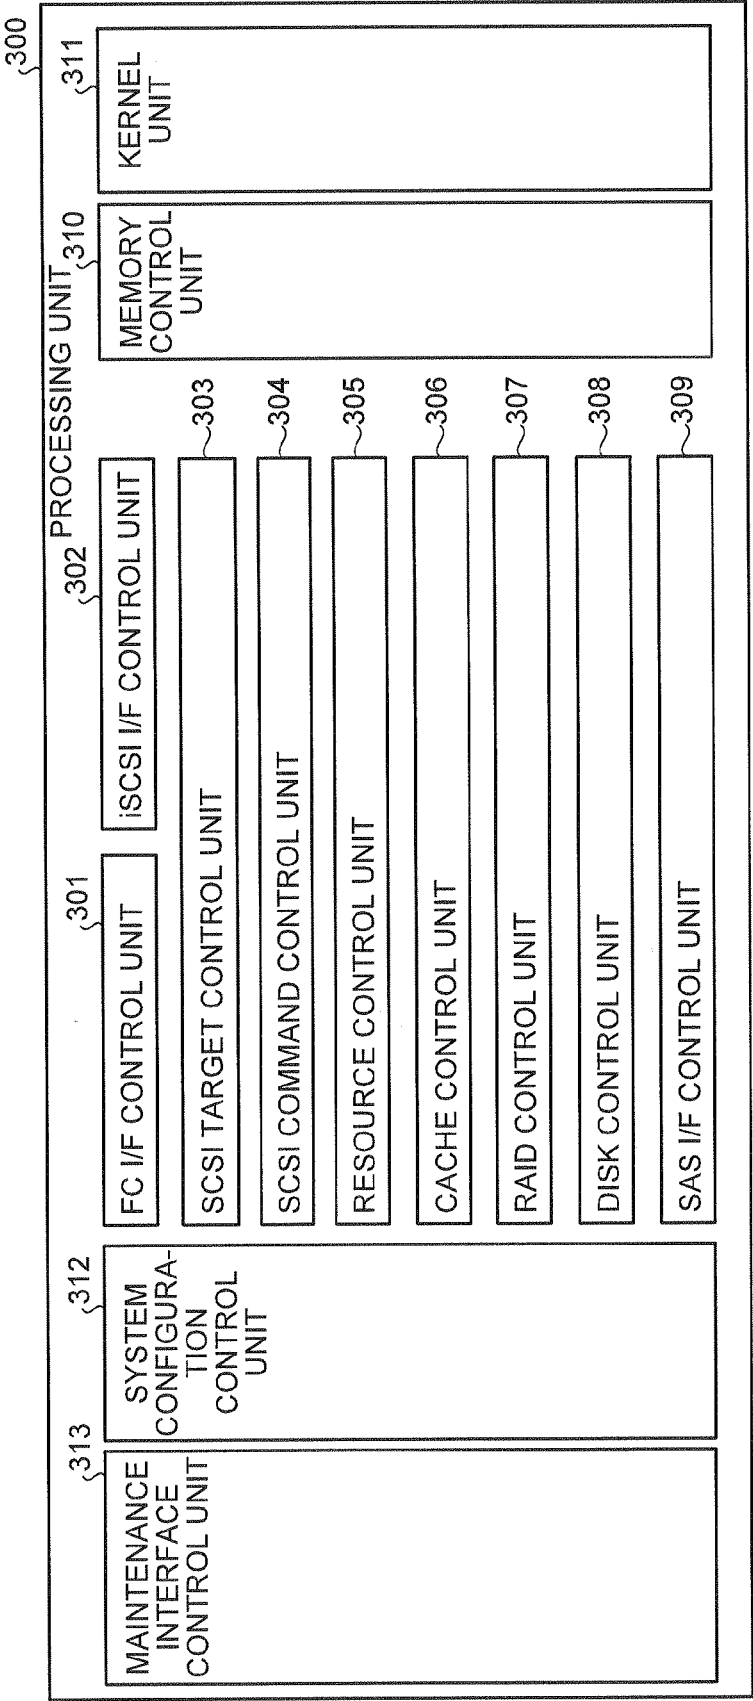 300
PROCESSING UNIT
313
MAINTENANCE
INTERFACE
CONTROL UNIT
312
SYSTEM
CONFIGURA-
TION
CONTROL
UNIT
301
FC I/F CONTROL UNIT
302
iSCSI I/F CONTROL UNIT
SCSI TARGET CONTROL UNIT
303
SCSI COMMAND CONTROL UNIT
304
RESOURCE CONTROL UNIT
305
CACHE CONTROL UNIT
306
RAID CONTROL UNIT
307
DISK CONTROL UNIT
308
SAS I/F CONTROL UNIT
309
310
MEMORY
CONTROL
UNIT
311
KERNEL
UNIT